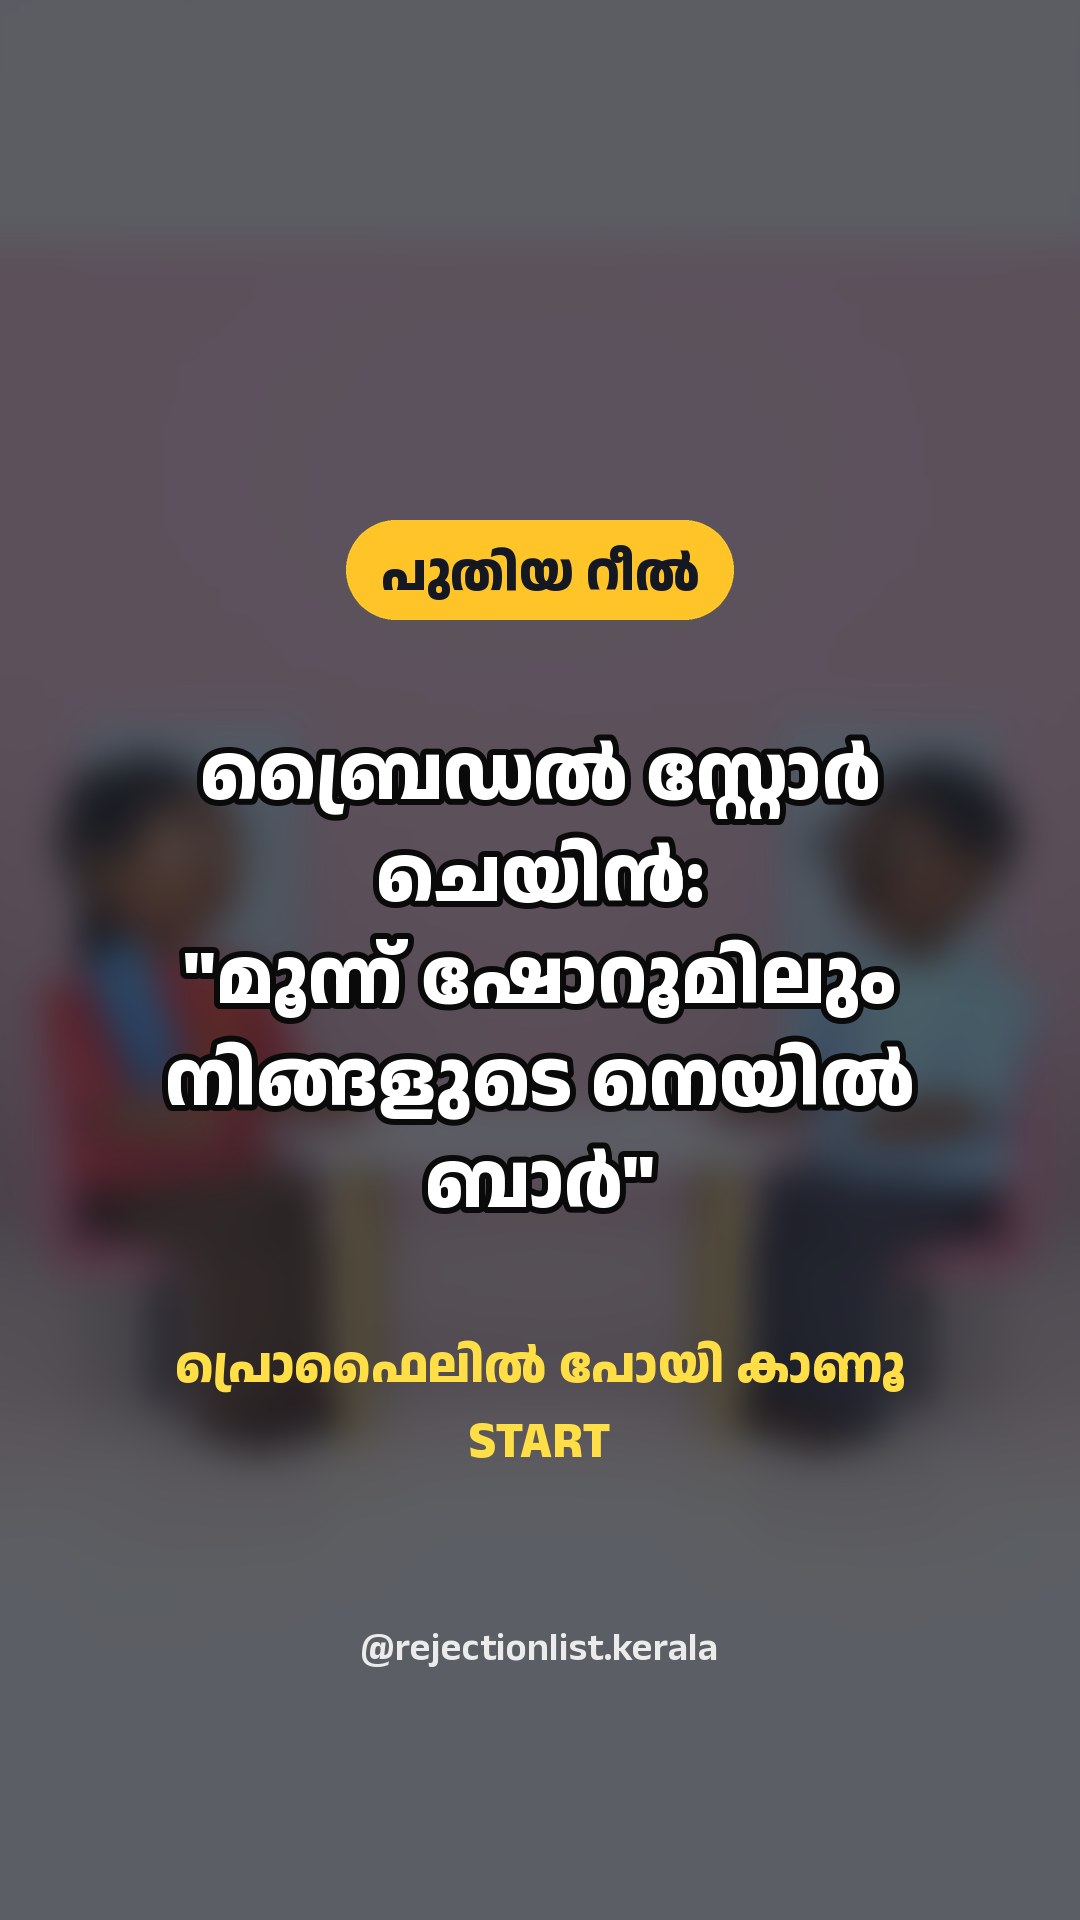 പുതിയ റീൽ
ബ്രൈഡൽ സ്റ്റോർ
ചെയിൻ:
"മൂന്ന് ഷോറൂമിലും
നിങ്ങളുടെ നെയിൽ
ബാർ"
പ്രൊഫൈലിൽ പോയി കാണൂ
START
@rejectionlist.kerala